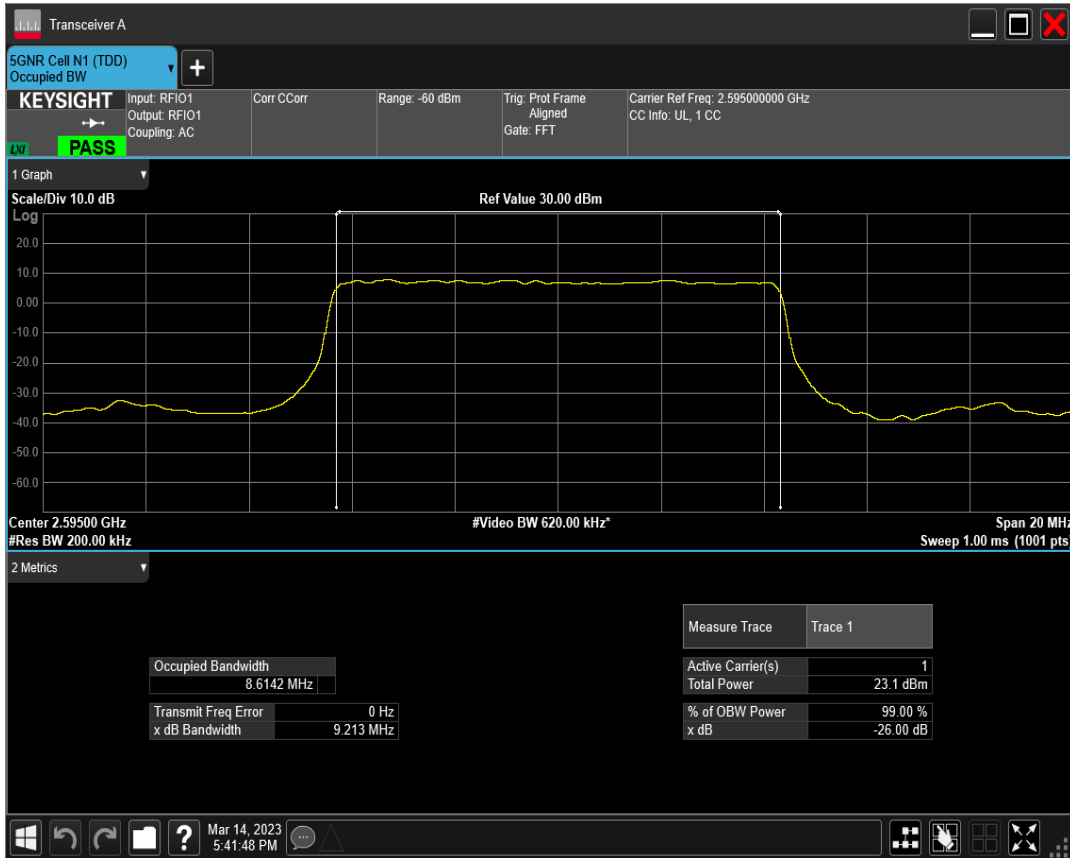 Transceiver A
5GNR Cell N1 (TDD)
Occupied BW
+
KEYSIGHT
LXI
PASS
Input: RFIO1
Output: RFIO1
Coupling: AC
Corr CCorr
Range: -60 dBm
Trig: Prot Frame
Aligned
Gate: FFT
Carrier Ref Freq: 2.595000000 GHz
CC Info: UL, 1 CC
1 Graph
Scale/Div 10.0 dB
Ref Value 30.00 dBm
Log
20.0
10.0
0.00
-10.0
-20.0
-30.0
-40.0
-50.0
-60.0
Center 2.59500 GHz
#Video BW 620.00 kHz*
Span 20 MHz
#Res BW 200.00 kHz
Sweep 1.00 ms (1001 pts)
2 Metrics
Measure Trace Trace 1
Occupied Bandwidth
8.6142 MHz
Active Carrier(s) 1
Total Power 23.1 dBm
Transmit Freq Error 0 Hz
x dB Bandwidth 9.213 MHz
% of OBW Power 99.00 %
x dB -26.00 dB
?
Mar 14, 2023
5:41:48 PM